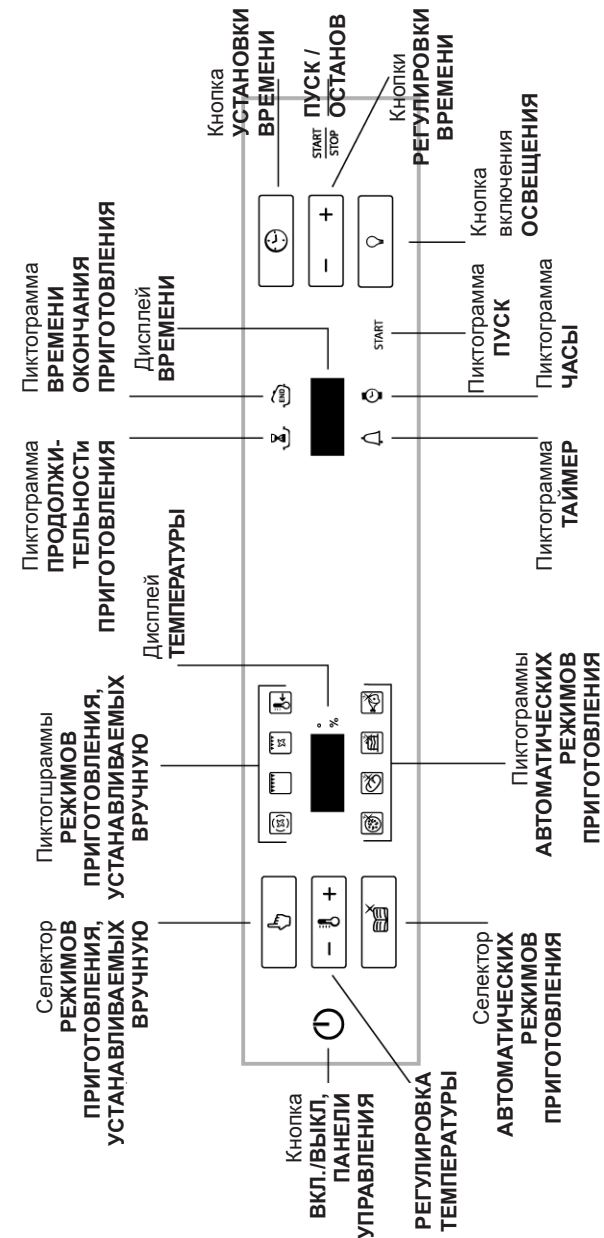 Селектор
РЕЖИМОВ
ПРИГОТОВЛЕНИЯ,
УСТАНАВЛИВАЕМЫХ
ВРУЧНУЮ
Пиктогшраммы
РЕЖИМОВ
ПРИГОТОВЛЕНИЯ,
УСТАНАВЛИВАЕМЫХ
ВРУЧНУЮ
Дисплей
ТЕМПЕРАТУРЫ
Пиктограмма
ПРОДОЛЖИ-
ТЕЛЬНОСТи
ПРИГОТОВЛЕНИЯ
Пиктограмма
ВРЕМЕНИ
ОКОНЧАНИЯ
ПРИГОТОВЛЕНИЯ
Дисплей
ВРЕМЕНИ
Кнопка
УСТАНОВКИ
ВРЕМЕНИ
ПУСК /
ОСТАНОВ
START
STOP
END
° 
%
− +
− +
START
Кнопка
ВКЛ./ВЫКЛ,
ПАНЕЛИ
УПРАВЛЕНИЯ
РЕГУЛИРОВКА
ТЕМПЕРАТУРЫ
Селектор
АВТОМАТИЧЕСКИХ
РЕЖИМОВ
ПРИГОТОВЛЕНИЯ
Пиктограммы
АВТОМАТИЧЕСКИХ
РЕЖИМОВ
ПРИГОТОВЛЕНИЯ
Пиктограмма
ТАЙМЕР
Пиктограмма
ЧАСЫ
Пиктограмма
ПУСК
Кнопка
включения
ОСВЕЩЕНИЯ
Кнопки
РЕГУЛИРОВКИ
ВРЕМЕНИ